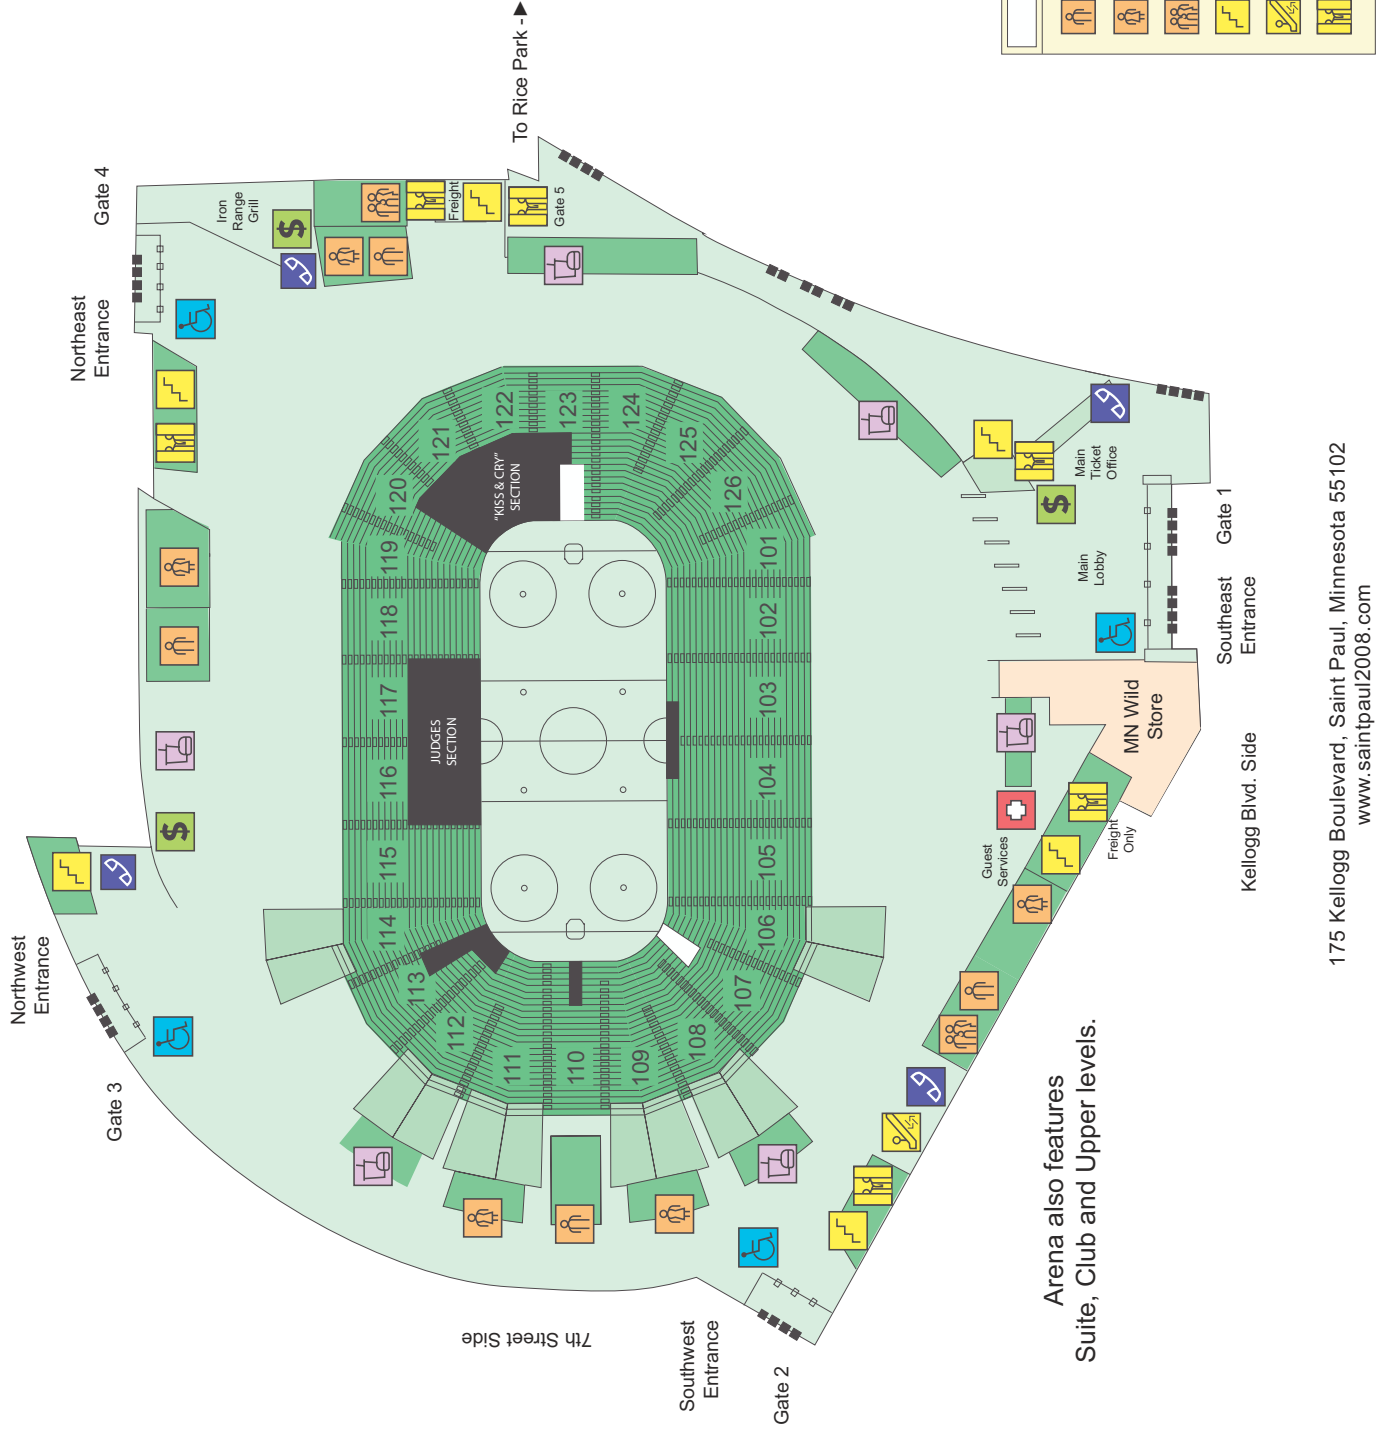 To Rice Park -
Gate 4
Iron
Range
Grill
Freight
Gate 5
Northeast
Entrance
122
123
124
121
125
120
126
"KISS & CRY"
SECTION
119
101
118
102
117
103
JUDGES
SECTION
116
104
115
105
114
106
113
107
112
108
111
110
109
Main
Ticket
Office
Main
Lobby
Gate 1
Southeast
Entrance
MN Wild
Store
Kellogg Blvd. Side
Guest
Services
Freight
Only
Northwest
Entrance
Gate 3
7th Street Side
Southwest
Entrance
Gate 2
Arena also features
Suite, Club and Upper levels.
175 Kellogg Boulevard, Saint Paul, Minnesota 55102
www.saintpaul2008.com
$
$
$